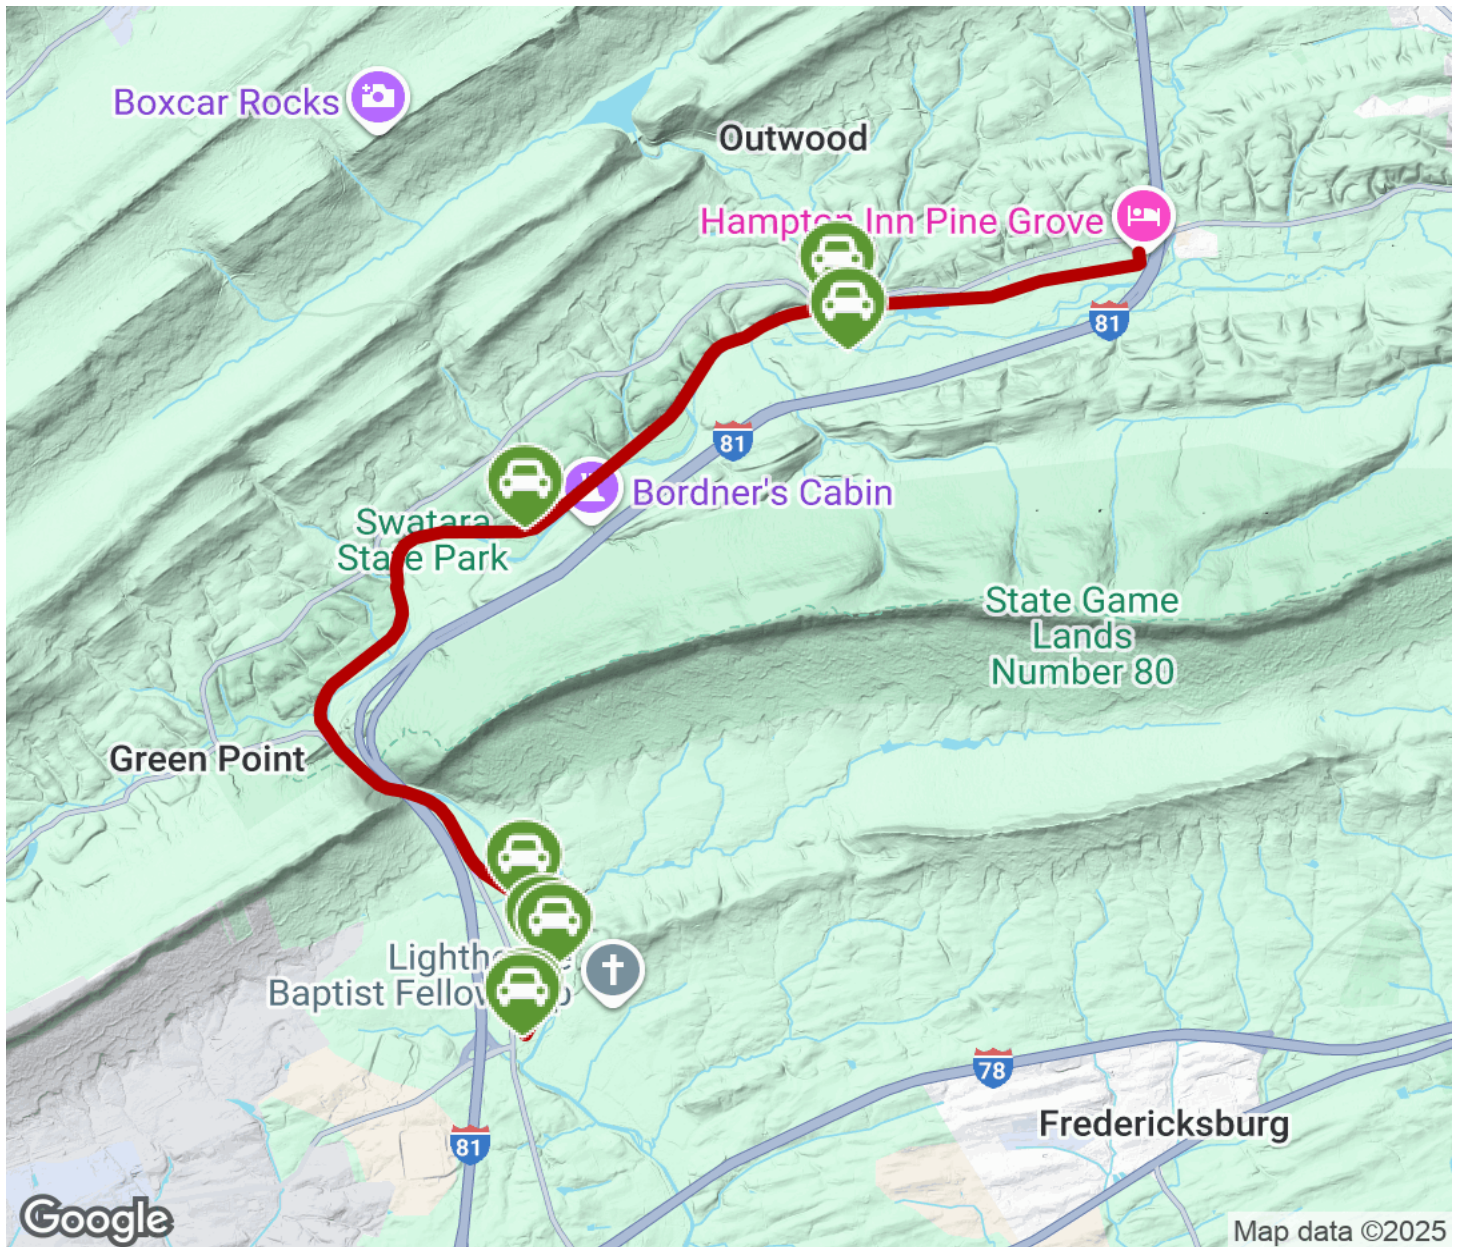 Boxcar Rocks
Outwood
Hampton Inn Pine Grove
81
81
Bordner's Cabin
Swatara
State Park
State Game
Lands
Number 80
Green Point
Baptist
78
Fredericksburg
81
Google
Map data ©2025